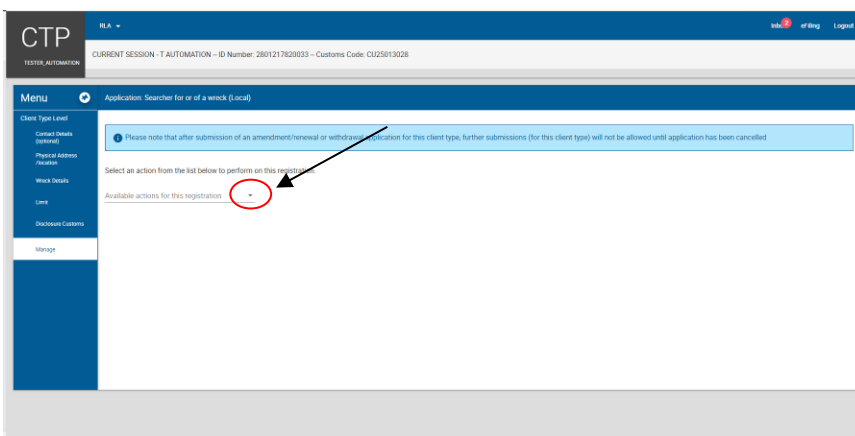 CTP
TESTER_AUTOMATION
RLA
Inbox 2 eFiling Logout
CURRENT SESSION - T AUTOMATION – ID Number: 2801217820033 – Customs Code: CU25013028
Menu
Application: Searcher for or of a wreck (Local)
Client Type Level
Contact Details
(optional)
Physical Address
/location
Wreck Details
Limit
Disclosure Customs
Manage
Please note that after submission of an amendment/renewal or withdrawal application for this client type, further submissions (for this client type) will not be allowed until application has been cancelled
Select an action from the list below to perform on this registration.
Available actions for this registration